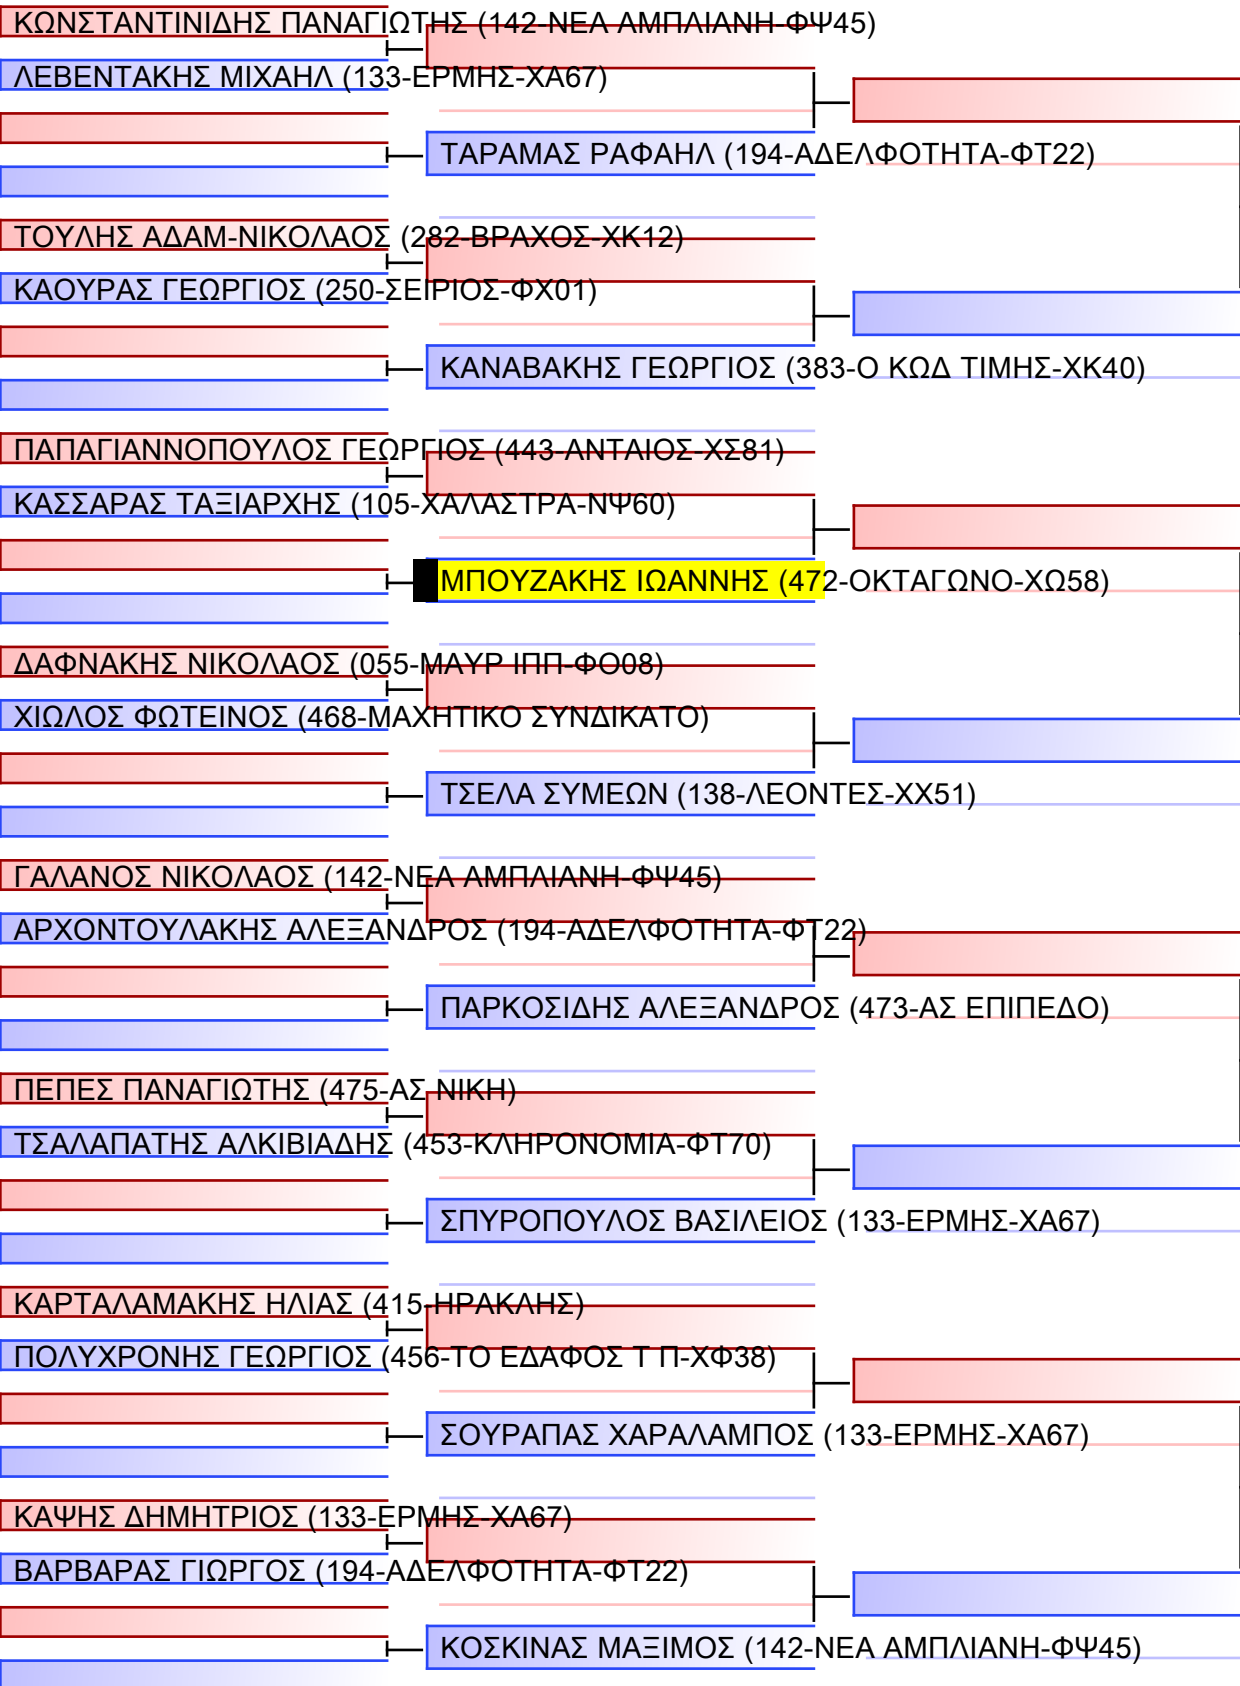 ΚΩΝΣΤΑΝΤΙΝΙΔΗΣ ΠΑΝΑΓΙΩΤΗΣ (142-ΝΕΑ ΑΜΠΛΙΑΝΗ-ΦΨ45)
ΛΕΒΕΝΤΑΚΗΣ ΜΙΧΑΗΛ (133-ΕΡΜΗΣ-ΧΑ67)
ΤΑΡΑΜΑΣ ΡΑΦΑΗΛ (194-ΑΔΕΛΦΟΤΗΤΑ-ΦΤ22)
ΤΟΥΛΗΣ ΑΔΑΜ-ΝΙΚΟΛΑΟΣ (282-ΒΡΑΧΟΣ-ΧΚ12)
ΚΑΟΥΡΑΣ ΓΕΩΡΓΙΟΣ (250-ΣΕΙΡΙΟΣ-ΦΧ01)
ΚΑΝΑΒΑΚΗΣ ΓΕΩΡΓΙΟΣ (383-Ο ΚΩΔ ΤΙΜΗΣ-ΧΚ40)
ΠΑΠΑΓΙΑΝΝΟΠΟΥΛΟΣ ΓΕΩΡΓΙΟΣ (443-ΑΝΤΑΙΟΣ-ΧΣ81)
ΚΑΣΣΑΡΑΣ ΤΑΞΙΑΡΧΗΣ (105-ΧΑΛΑΣΤΡΑ-ΝΨ60)
ΜΠΟΥΖΑΚΗΣ ΙΩΑΝΝΗΣ (472-ΟΚΤΑΓΩΝΟ-ΧΩ58)
ΔΑΦΝΑΚΗΣ ΝΙΚΟΛΑΟΣ (055-ΜΑΥΡ ΙΠΠ-ΦΟ08)
ΧΙΩΛΟΣ ΦΩΤΕΙΝΟΣ (468-ΜΑΧΗΤΙΚΟ ΣΥΝΔΙΚΑΤΟ)
ΤΣΕΛΑ ΣΥΜΕΩΝ (138-ΛΕΟΝΤΕΣ-ΧΧ51)
ΓΑΛΑΝΟΣ ΝΙΚΟΛΑΟΣ (142-ΝΕΑ ΑΜΠΛΙΑΝΗ-ΦΨ45)
ΑΡΧΟΝΤΟΥΛΑΚΗΣ ΑΛΕΞΑΝΔΡΟΣ (194-ΑΔΕΛΦΟΤΗΤΑ-ΦΤ22)
ΠΑΡΚΟΣΙΔΗΣ ΑΛΕΞΑΝΔΡΟΣ (473-ΑΣ ΕΠΙΠΕΔΟ)
ΠΕΠΕΣ ΠΑΝΑΓΙΩΤΗΣ (475-ΑΣ ΝΙΚΗ)
ΤΣΑΛΑΠΑΤΗΣ ΑΛΚΙΒΙΑΔΗΣ (453-ΚΛΗΡΟΝΟΜΙΑ-ΦΤ70)
ΣΠΥΡΟΠΟΥΛΟΣ ΒΑΣΙΛΕΙΟΣ (133-ΕΡΜΗΣ-ΧΑ67)
ΚΑΡΤΑΛΑΜΑΚΗΣ ΗΛΙΑΣ (415-ΗΡΑΚΛΗΣ)
ΠΟΛΥΧΡΟΝΗΣ ΓΕΩΡΓΙΟΣ (456-ΤΟ ΕΔΑΦΟΣ Τ Π-ΧΦ38)
ΣΟΥΡΑΠΑΣ ΧΑΡΑΛΑΜΠΟΣ (133-ΕΡΜΗΣ-ΧΑ67)
ΚΑΨΗΣ ΔΗΜΗΤΡΙΟΣ (133-ΕΡΜΗΣ-ΧΑ67)
ΒΑΡΒΑΡΑΣ ΓΙΩΡΓΟΣ (194-ΑΔΕΛΦΟΤΗΤΑ-ΦΤ22)
ΚΟΣΚΙΝΑΣ ΜΑΞΙΜΟΣ (142-ΝΕΑ ΑΜΠΛΙΑΝΗ-ΦΨ45)